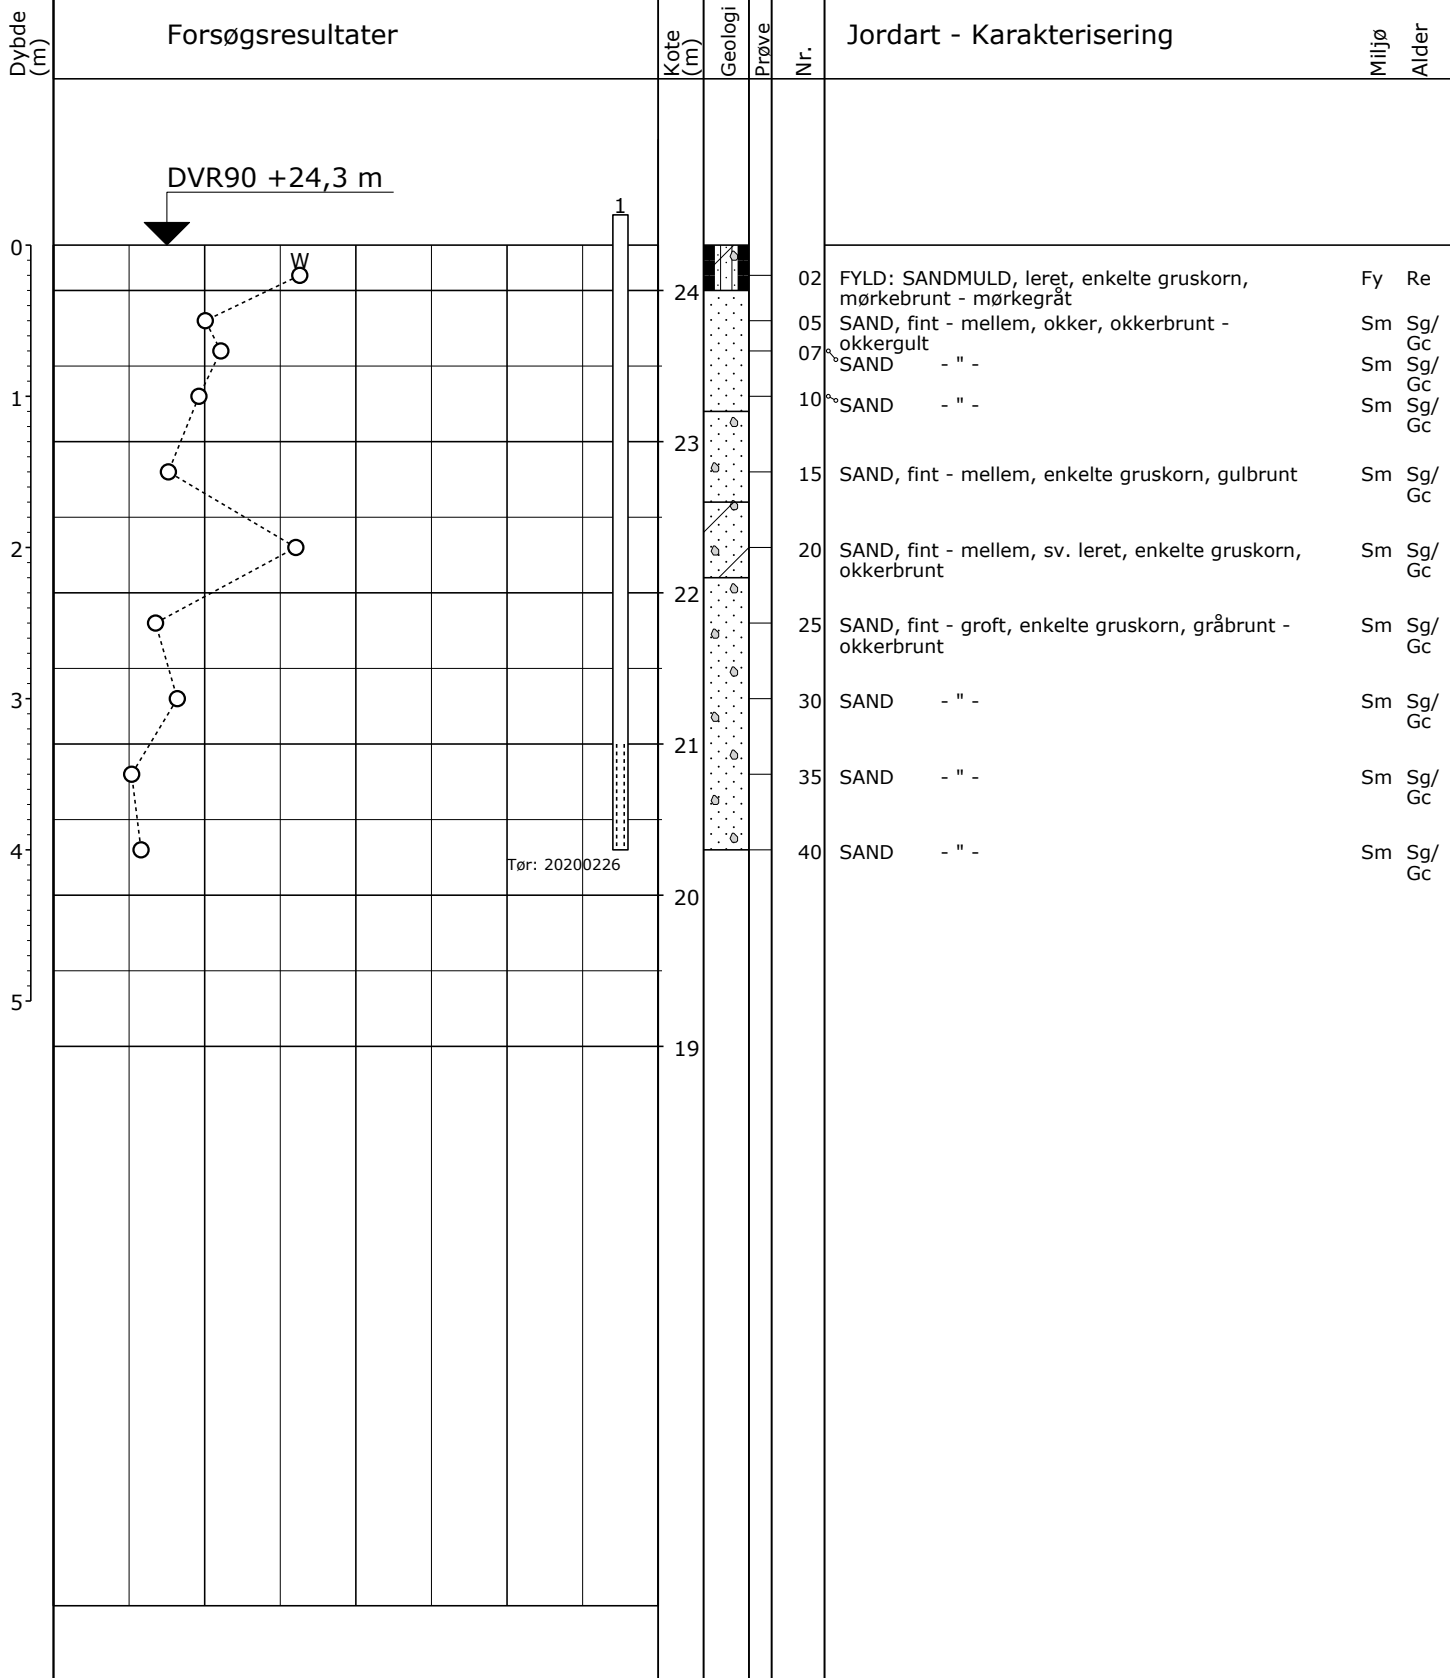 Dybde
(m)
Forsøgsresultater
Kote
(m)
Geologi
Prøve
Nr.
Jordart - Karakterisering
Miljø
Alder
DVR90 +24,3 m
1
W
0
1
2
3
4
5
24
23
22
21
20
19
Tør: 20200226
02 FYLD: SANDMULD, leret, enkelte gruskorn, Fy Re
mørkebrunt - mørkegråt
05 SAND, fint - mellem, okker, okkerbrunt - Sm Sg/
okkergult Gc
07 SAND - " - Sm Sg/
Gc
10 SAND - " - Sm Sg/
Gc
15 SAND, fint - mellem, enkelte gruskorn, gulbrunt Sm Sg/
Gc
20 SAND, fint - mellem, sv. leret, enkelte gruskorn, Sm Sg/
okkerbrunt Gc
25 SAND, fint - groft, enkelte gruskorn, gråbrunt - Sm Sg/
okkerbrunt Gc
30 SAND - " - Sm Sg/
Gc
35 SAND - " - Sm Sg/
Gc
40 SAND - " - Sm Sg/
Gc